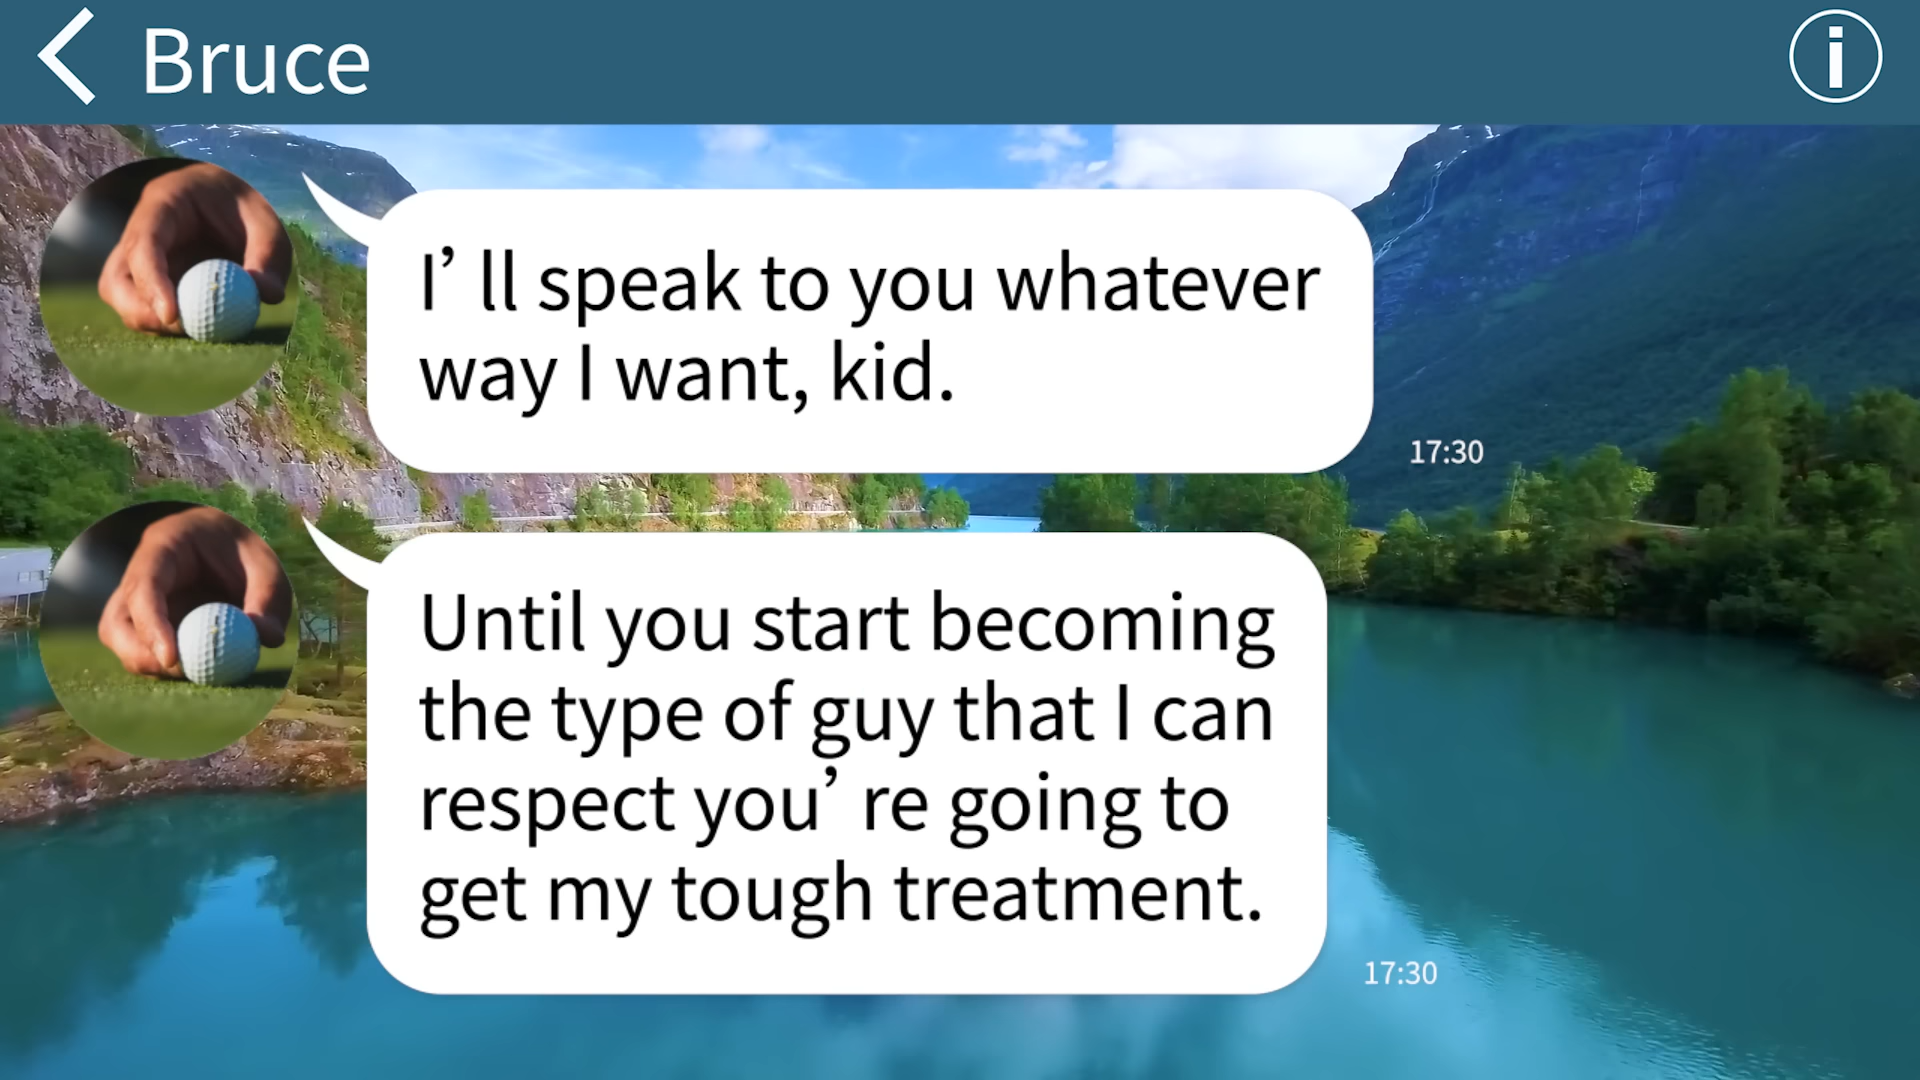 Bruce
I’ ll speak to you whatever
way I want, kid.
17:30
Until you start becoming
the type of guy that I can
respect you’ re going to
get my tough treatment.
17:30